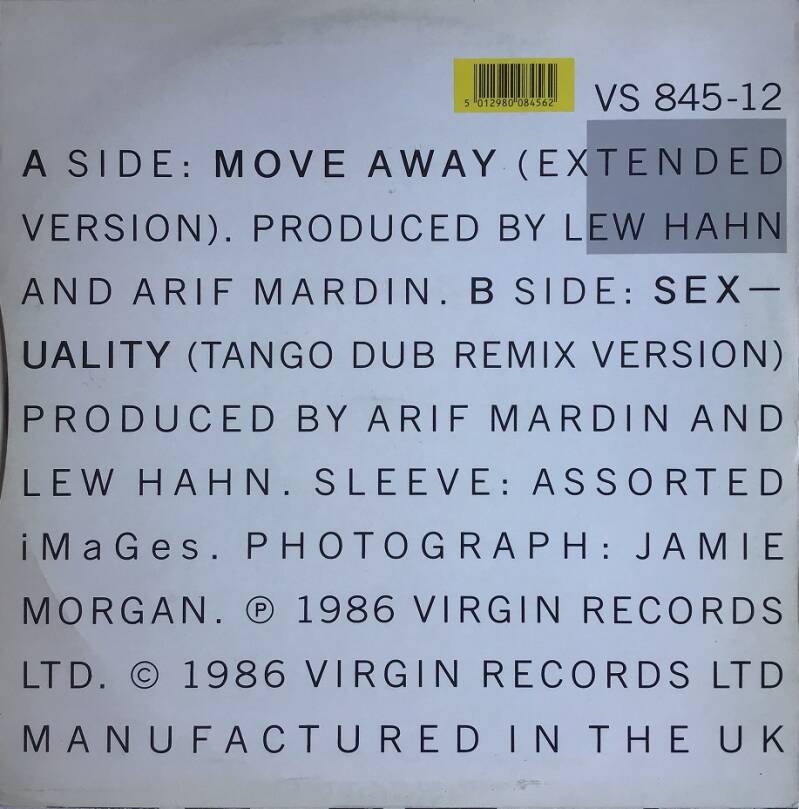 5 012980 084562
VS 845-12
A SIDE: MOVE AWAY (EXTENDED
VERSION). PRODUCED BY LEW HAHN
AND ARIF MARDIN. B SIDE: SEX—
UALITY (TANGO DUB REMIX VERSION)
PRODUCED BY ARIF MARDIN AND
LEW HAHN. SLEEVE: ASSORTED
iMaGes. PHOTOGRAPH: JAMIE
MORGAN. ℗ 1986 VIRGIN RECORDS
LTD. © 1986 VIRGIN RECORDS LTD
MANUFACTURED IN THE UK